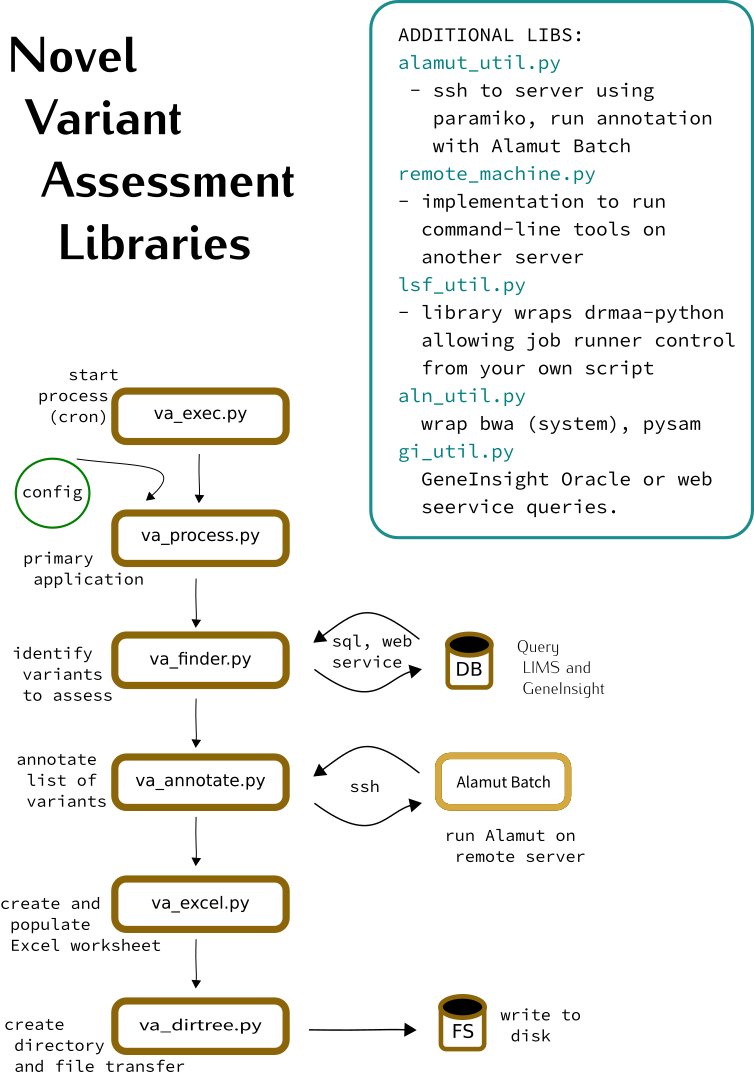 Novel
Variant
Assessment
Libraries
ADDITIONAL LIBS:
alamut_util.py
- ssh to server using
paramiko, run annotation
with Alamut Batch
remote_machine.py
- implementation to run
command-line tools on
another server
lsf_util.py
- library wraps drmaa-python
allowing job runner control
from your own script
aln_util.py
wrap bwa (system), pysam
gi_util.py
GeneInsight Oracle or web
seervice queries.
start
process
(cron)
va_exec.py
config
va_process.py
primary
application
identify
variants
to assess
va_finder.py
sql, web
service
DB
Query
LIMS and
GeneInsight
annotate
list of
variants
va_annotate.py
ssh
Alamut Batch
run Alamut on
remote server
create and
populate
Excel worksheet
va_excel.py
create
directory
and file transfer
va_dirtree.py
FS
write to
disk